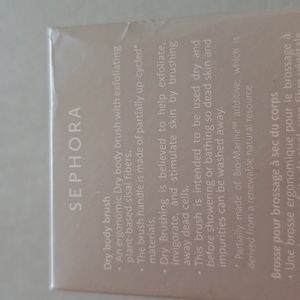 SEPHORA
Dry body brush
• An ergonomic Dry body brush with exfoliating
plant-based sisal fibers.
• The brush handle is made of partially up-cycled*
materials.
• Dry Brushing is believed to help exfoliate,
invigorate, and stimulate skin by brushing
away dead cells.
• This brush is intended to be used dry and
before showering or bathing so dead skin and
impurities can be washed away.
* Partially made of BioMarine™ additive, which is
derived from a renewable natural resource.
Brosse pour brossage à sec du corps
• Une brosse ergonomique pour le brossage à